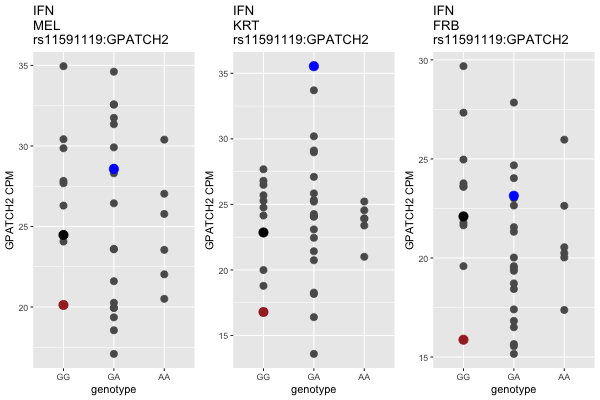 IFN
MEL
rs11591119:GPATCH2
35
30
25
20
GPATCH2 CPM
GG
GA
AA
genotype
IFN
KRT
rs11591119:GPATCH2
35
30
25
20
15
GPATCH2 CPM
GG
GA
AA
genotype
IFN
FRB
rs11591119:GPATCH2
30
25
20
15
GPATCH2 CPM
GG
GA
AA
genotype